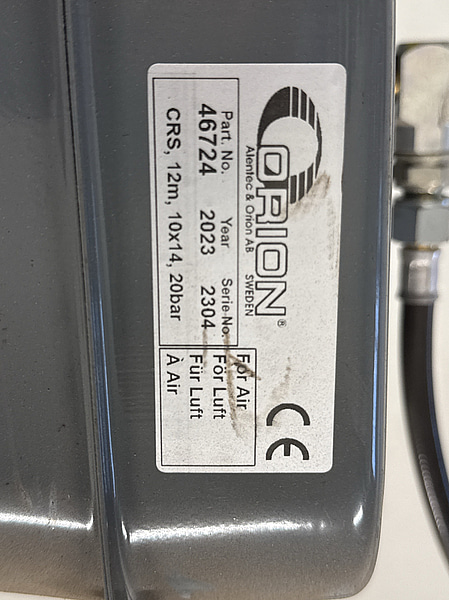 ORION®
Alentec & Orion AB SWEDEN
Part. No. Year Serie-No.
46724 2023 2304
CRS, 12m, 10x14, 20bar
For Air
För Luft
Für Luft
À Air
CE